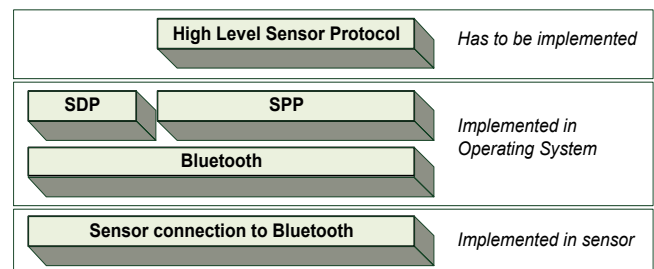 High Level Sensor Protocol
Has to be implemented
SDP
SPP
Implemented in
Operating System
Bluetooth
Sensor connection to Bluetooth
Implemented in sensor